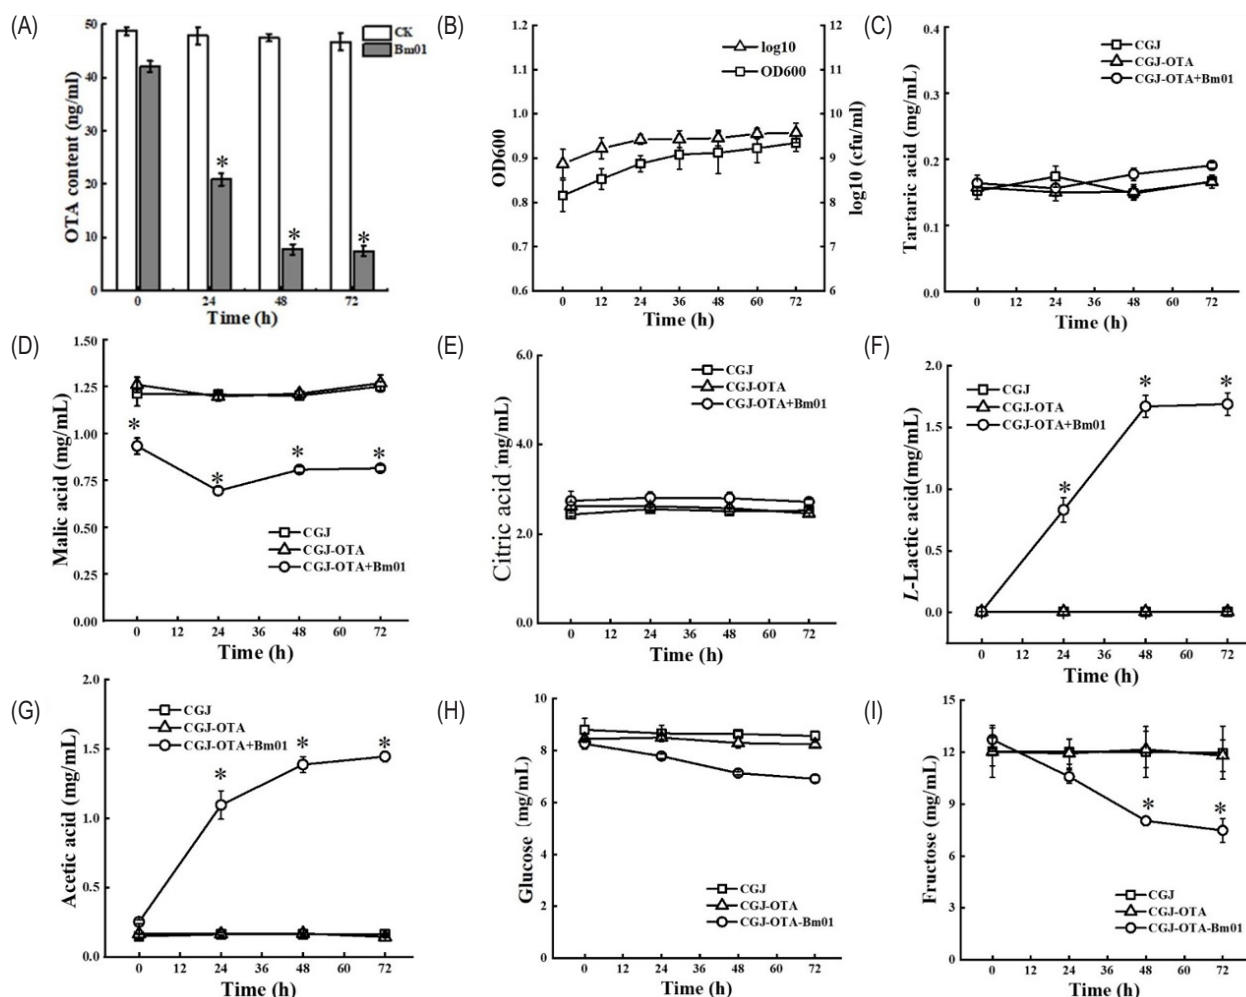 (A)
OTA content (ng/ml)
50
40
30
20
10
0
CK
Bm01
*
*
*
0 24 48 72
Time (h)
(B)
OD600
1.2
1.1
1.0
0.9
0.8
0.7
0.6
log10
OD600
12
11
10
9
8
7
6
log10 (cfu/ml)
0 12 24 36 48 60 72
Time (h)
(C)
Tartaric acid (mg/mL)
0.4
0.3
0.2
0.1
0.0
CGJ
CGJ-OTA
CGJ-OTA+Bm01
0 12 24 36 48 60 72
Time (h)
(D)
Malic acid (mg/mL)
1.50
1.25
1.00
0.75
0.50
0.25
0.00
*
*
*
*
CGJ
CGJ-OTA
CGJ-OTA+Bm01
0 12 24 36 48 60 72
Time (h)
(E)
Citric acid (mg/mL)
6.0
4.0
2.0
0.0
CGJ
CGJ-OTA
CGJ-OTA+Bm01
0 12 24 36 48 60 72
Time (h)
(F)
L-Lactic acid(mg/mL)
2.0
1.5
1.0
0.5
0.0
CGJ
CGJ-OTA
CGJ-OTA+Bm01
*
*
*
0 12 24 36 48 60 72
Time (h)
(G)
Acetic acid (mg/mL)
2.0
1.5
1.0
0.5
0.0
CGJ
CGJ-OTA
CGJ-OTA+Bm01
*
*
*
0 12 24 36 48 60 72
Time (h)
(H)
Glucose (mg/mL)
10
8
6
4
2
0
CGJ
CGJ-OTA
CGJ-OTA-Bm01
0 12 24 36 48 60 72
Time (h)
(I)
Fructose (mg/mL)
15
12
9
6
3
0
*
*
CGJ
CGJ-OTA
CGJ-OTA-Bm01
0 12 24 36 48 60 72
Time (h)